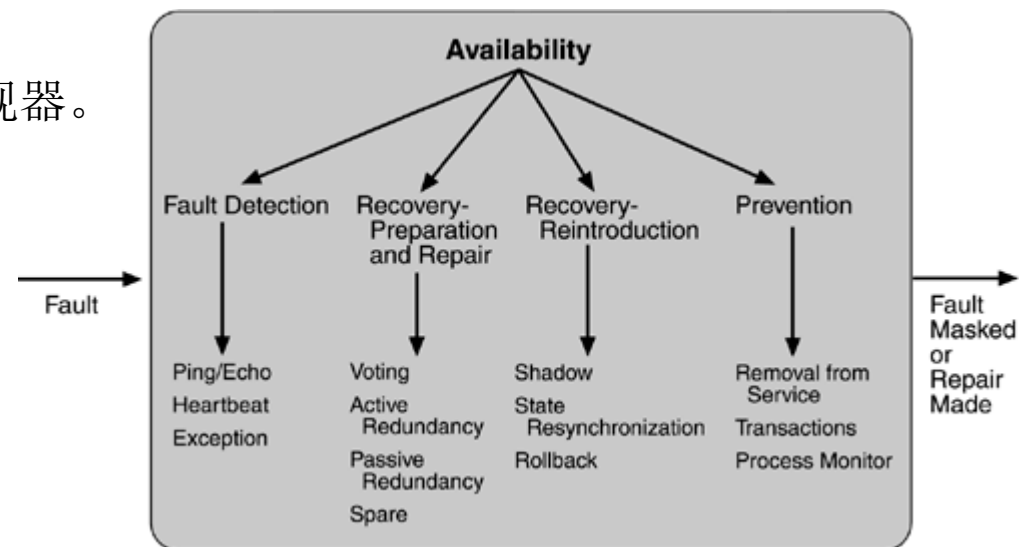 视器。
Availability
Fault Detection
Recovery-
Preparation
and Repair
Recovery-
Reintroduction
Prevention
Fault
Ping/Echo
Heartbeat
Exception
Voting
Active
Redundancy
Passive
Redundancy
Spare
Shadow
State
Resynchronization
Rollback
Removal from
Service
Transactions
Process Monitor
Fault
Masked
or
Repair
Made